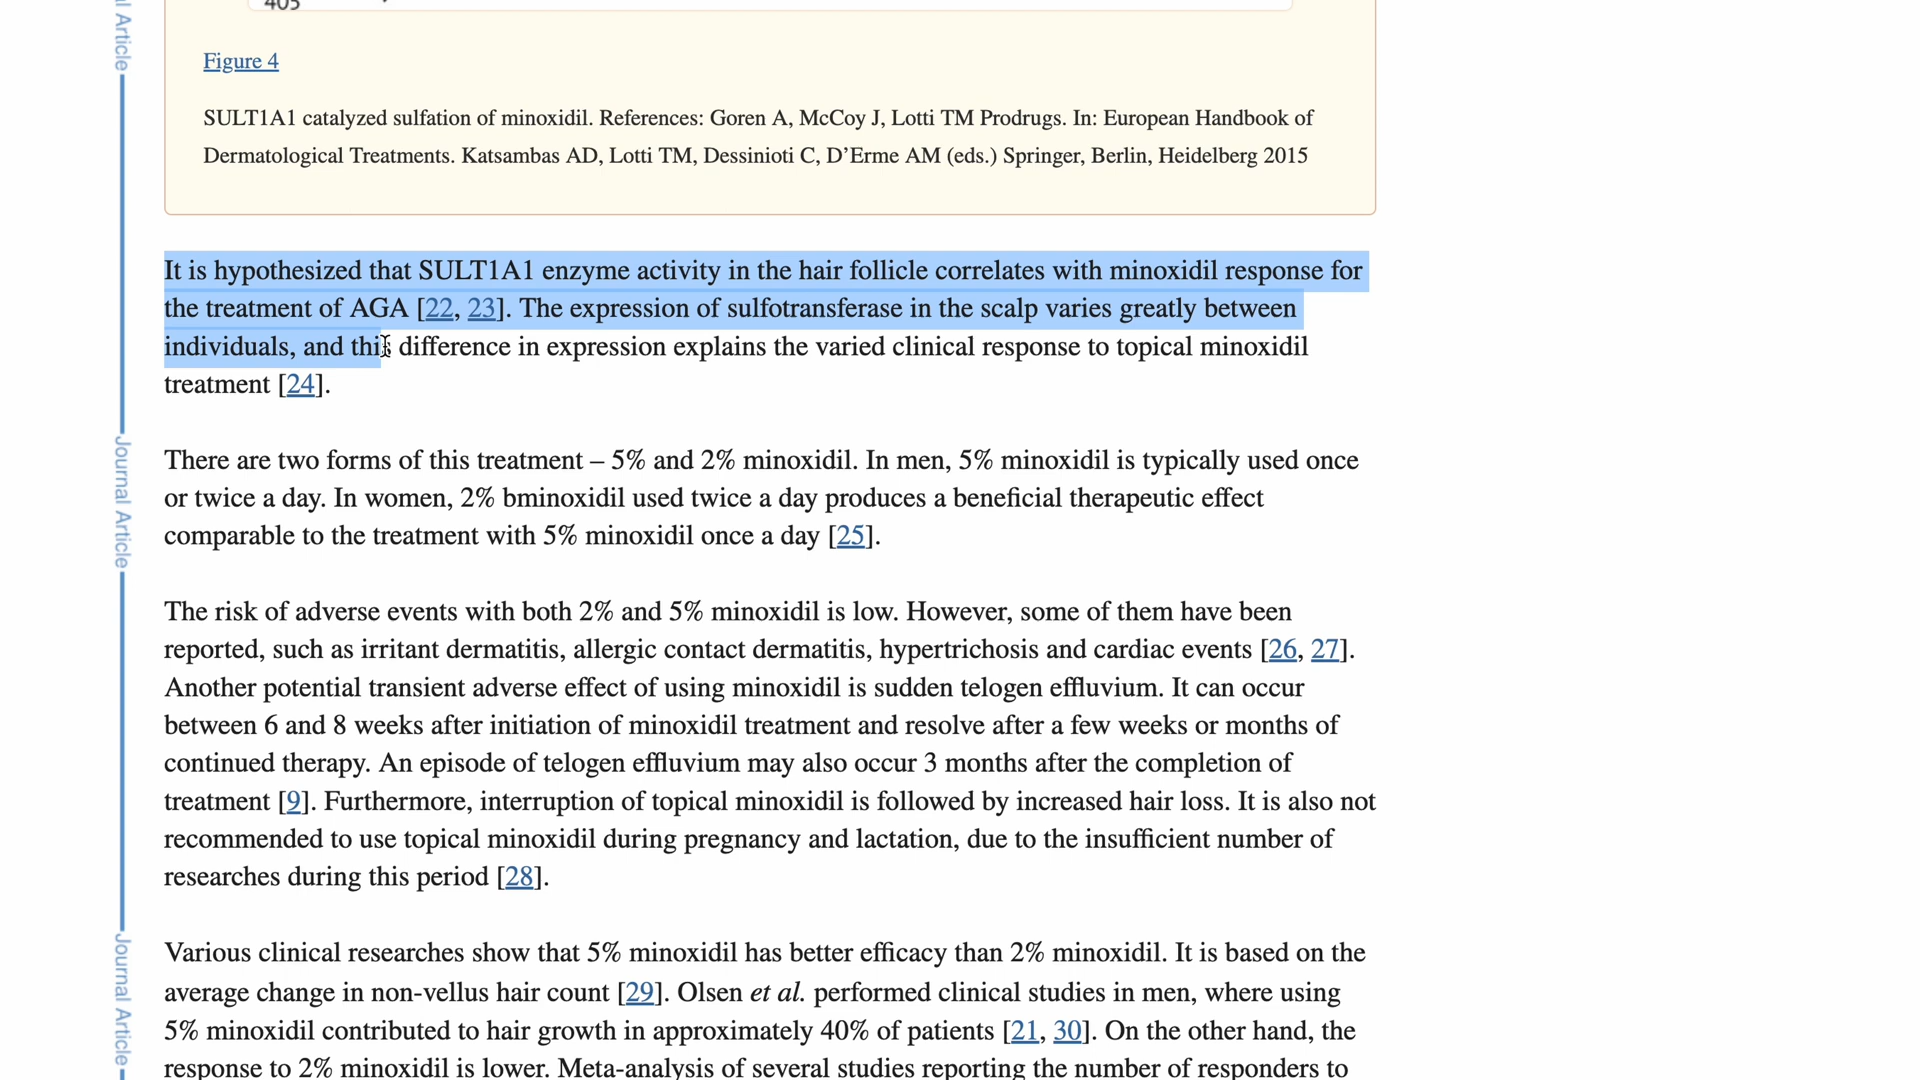 405
Figure 4
SULT1A1 catalyzed sulfation of minoxidil. References: Goren A, McCoy J, Lotti TM Prodrugs. In: European Handbook of
Dermatological Treatments. Katsambas AD, Lotti TM, Dessinioti C, D’Erme AM (eds.) Springer, Berlin, Heidelberg 2015
It is hypothesized that SULT1A1 enzyme activity in the hair follicle correlates with minoxidil response for
the treatment of AGA [22, 23]. The expression of sulfotransferase in the scalp varies greatly between
individuals, and this difference in expression explains the varied clinical response to topical minoxidil
treatment [24].
There are two forms of this treatment – 5% and 2% minoxidil. In men, 5% minoxidil is typically used once
or twice a day. In women, 2% bminoxidil used twice a day produces a beneficial therapeutic effect
comparable to the treatment with 5% minoxidil once a day [25].
The risk of adverse events with both 2% and 5% minoxidil is low. However, some of them have been
reported, such as irritant dermatitis, allergic contact dermatitis, hypertrichosis and cardiac events [26, 27].
Another potential transient adverse effect of using minoxidil is sudden telogen effluvium. It can occur
between 6 and 8 weeks after initiation of minoxidil treatment and resolve after a few weeks or months of
continued therapy. An episode of telogen effluvium may also occur 3 months after the completion of
treatment [9]. Furthermore, interruption of topical minoxidil is followed by increased hair loss. It is also not
recommended to use topical minoxidil during pregnancy and lactation, due to the insufficient number of
researches during this period [28].
Various clinical researches show that 5% minoxidil has better efficacy than 2% minoxidil. It is based on the
average change in non-vellus hair count [29]. Olsen et al. performed clinical studies in men, where using
5% minoxidil contributed to hair growth in approximately 40% of patients [21, 30]. On the other hand, the
response to 2% minoxidil is lower. Meta-analysis of several studies reporting the number of responders to
l Article
Journal Article
Journal Article